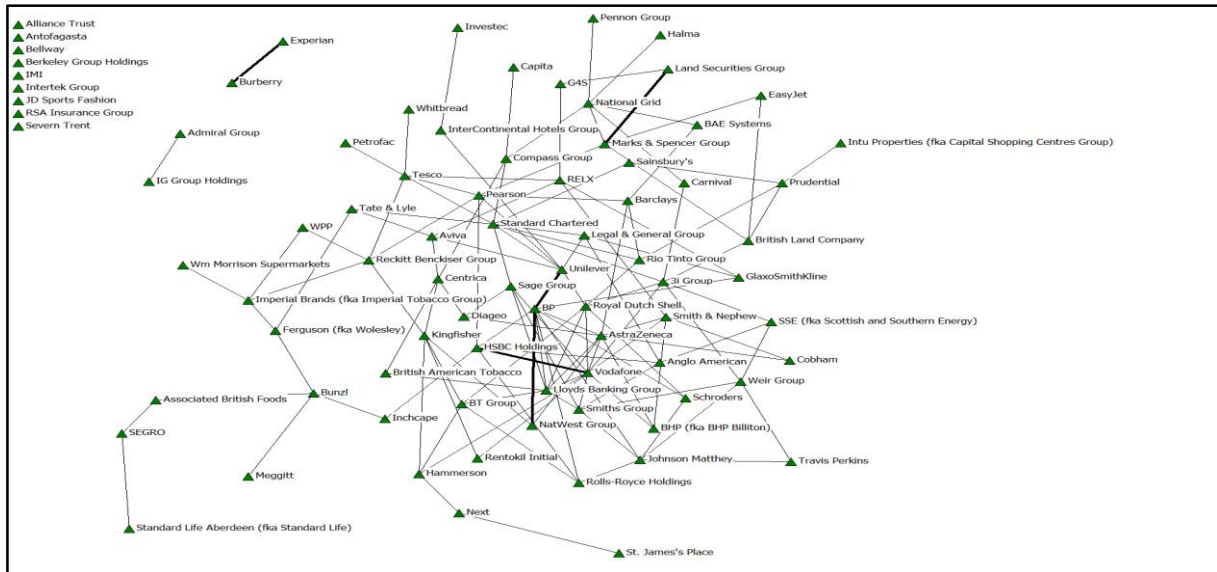 Alliance Trust
Antofagasta
Bellway
Berkeley Group Holdings
IMI
Intertek Group
JD Sports Fashion
RSA Insurance Group
Severn Trent
Experian
Burberry
Admiral Group
IG Group Holdings
Investec
Pennon Group
Halma
Capita
Land Securities Group
G4S
EasyJet
Whitbread
National Grid
BAE Systems
InterContinental Hotels Group
Petrofac
Marks & Spencer Group
Intu Properties (fka Capital Shopping Centres Group)
Compass Group
Sainsbury's
Tesco
RELX
Carnival
Prudential
Pearson
Barclays
Tate & Lyle
WPP
Standard Chartered
Aviva
Legal & General Group
British Land Company
Wm Morrison Supermarkets
Reckitt Benckiser Group
Rio Tinto Group
Unilever
Centrica
GlaxoSmithKline
Sage Group
3i Group
Imperial Brands (fka Imperial Tobacco Group)
BP
Royal Dutch Shell
Diageo
Smith & Nephew
SSE (fka Scottish and Southern Energy)
Ferguson (fka Wolesley)
Kingfisher
AstraZeneca
HSBC Holdings
Anglo American
Cobham
British American Tobacco
Vodafone
Weir Group
Lloyds Banking Group
Associated British Foods
Bunzl
BT Group
Smiths Group
Schroders
SEGRO
Inchcape
NatWest Group
BHP (fka BHP Billiton)
Rentokil Initial
Johnson Matthey
Travis Perkins
Meggitt
Hammerson
Rolls-Royce Holdings
Next
Standard Life Aberdeen (fka Standard Life)
St. James's Place